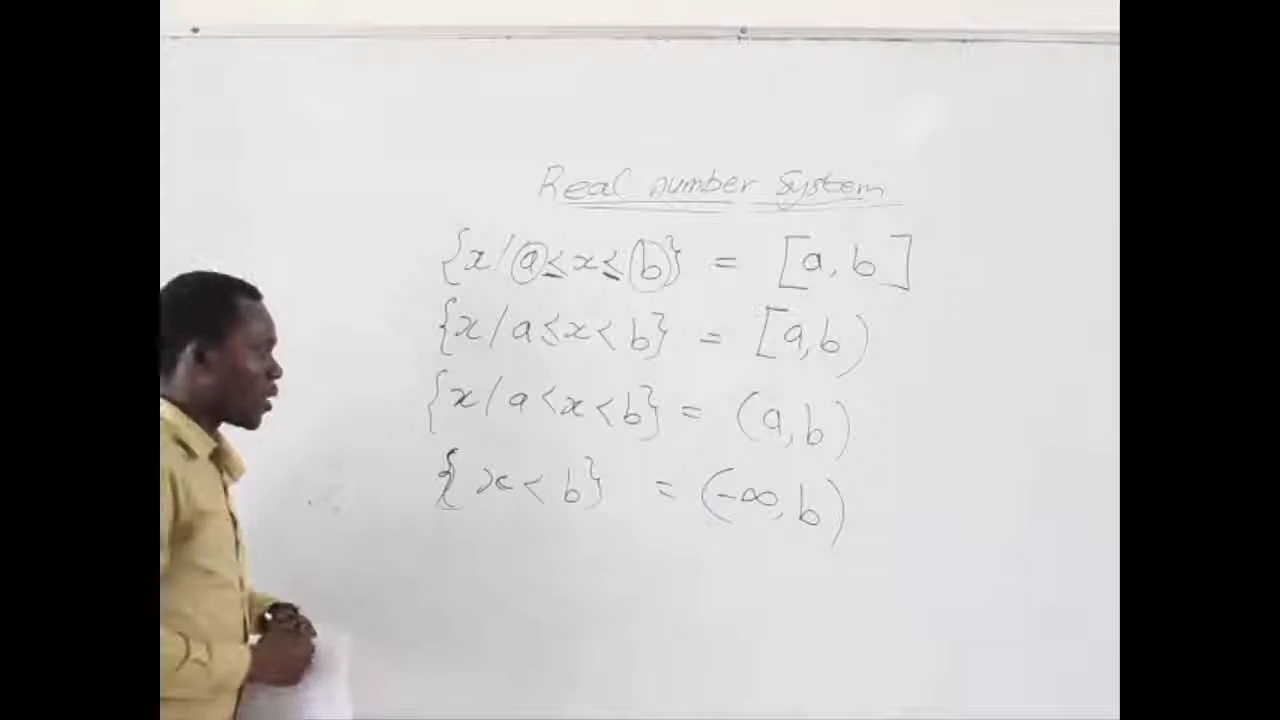 Real number System
{x/a≤x≤b} = [a,b]
{x/a≤x<b} = [a,b)
{x/a<x<b} = (a,b)
{x<b} = (-∞,b)